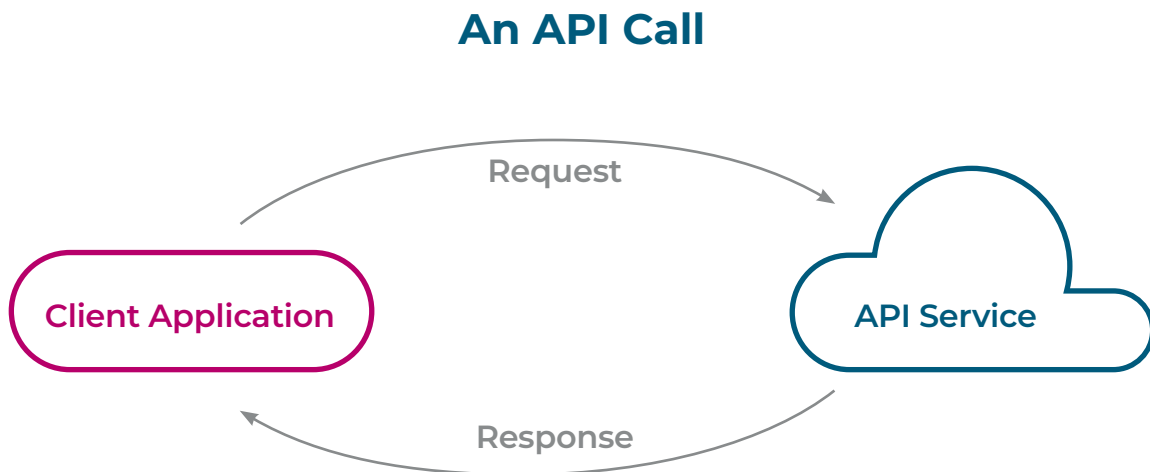 An API Call
Request
Client Application
API Service
Response